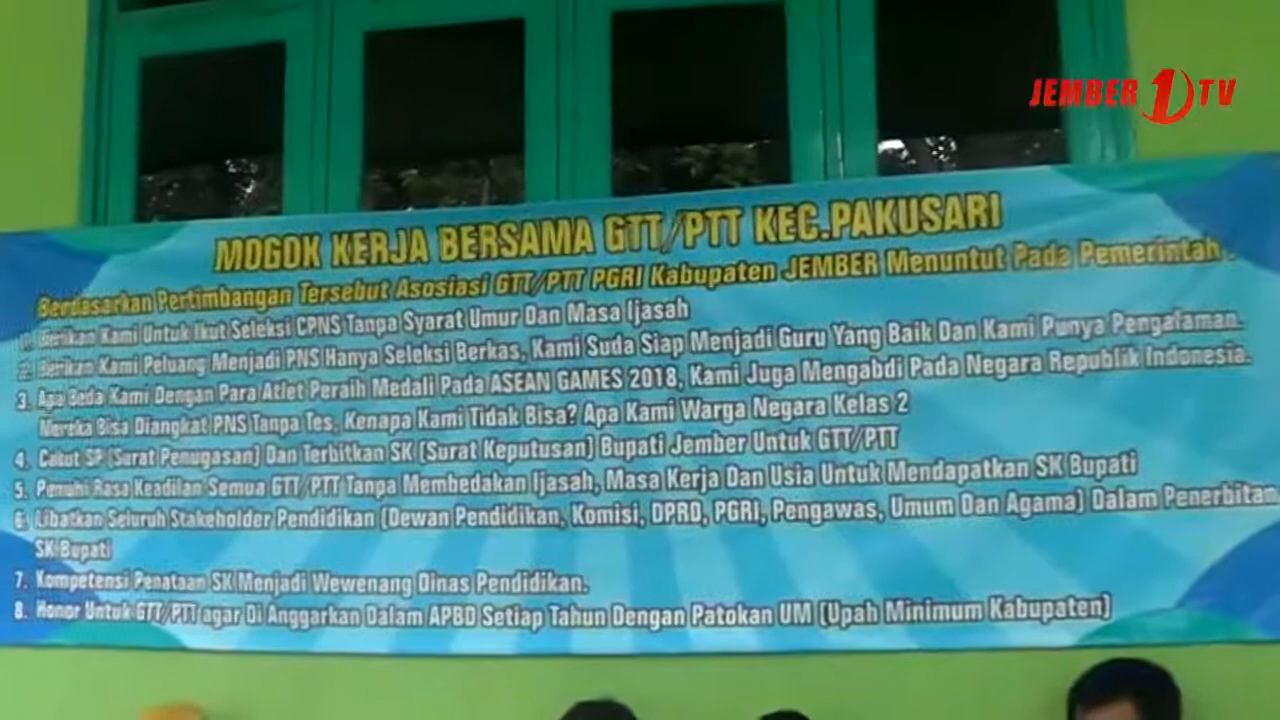 JEMBER 1 TV
MOGOK KERJA BERSAMA GTT/PTT KEC.PAKUSARI
Berdasarkan Pertimbangan Tersebut Asosiasi GTT/PTT PGRI Kabupaten JEMBER Menuntut Pada Pemerintah :
1. Berikan Kami Untuk Ikut Seleksi CPNS Tanpa Syarat Umur Dan Masa Ijasah
2. Berikan Kami Peluang Menjadi PNS Hanya Seleksi Berkas, Kami Suda Siap Menjadi Guru Yang Baik Dan Kami Punya Pengalaman.
3. Apa Beda Kami Dengan Para Atlet Peraih Medali Pada ASEAN GAMES 2018, Kami Juga Mengabdi Pada Negara Republik Indonesia.
Mereka Bisa Diangkat PNS Tanpa Tes, Kenapa Kami Tidak Bisa? Apa Kami Warga Negara Kelas 2
4. Cabut SP (Surat Penugasan) Dan Terbitkan SK (Surat Keputusan) Bupati Jember Untuk GTT/PTT
5. Penuhi Rasa Keadilan Semua GTT/PTT Tanpa Membedakan Ijasah, Masa Kerja Dan Usia Untuk Mendapatkan SK Bupati
6. Libatkan Seluruh Stakeholder Pendidikan (Dewan Pendidikan, Komisi, DPRD, PGRI, Pengawas, Umum Dan Agama) Dalam Penerbitan
SK Bupati
7. Kompetensi Penataan SK Menjadi Wewenang Dinas Pendidikan.
8. Honor Untuk GTT/PTT agar Di Anggarkan Dalam APBD Setiap Tahun Dengan Patokan UM (Upah Minimum Kabupaten)